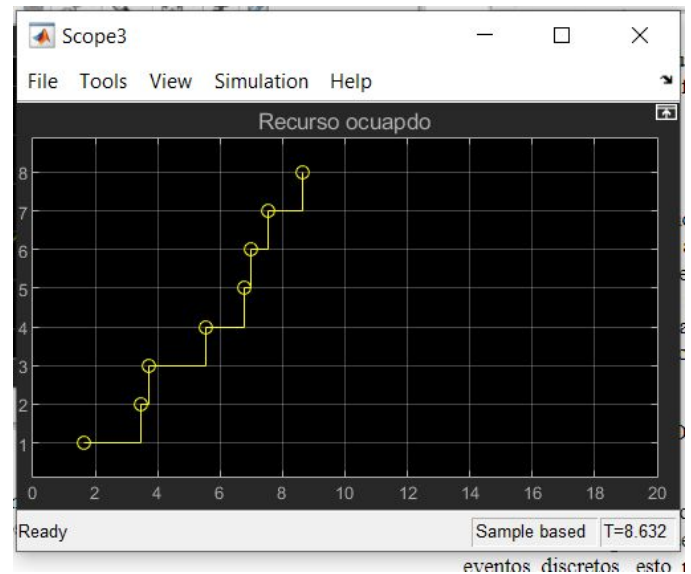 Scope3
File Tools View Simulation Help
Recurso ocuapdo
8
7
6
5
4
3
2
1
0 2 4 6 8 10 12 14 16 18 20
Ready Sample based T=8.632
eventos discretos, esto